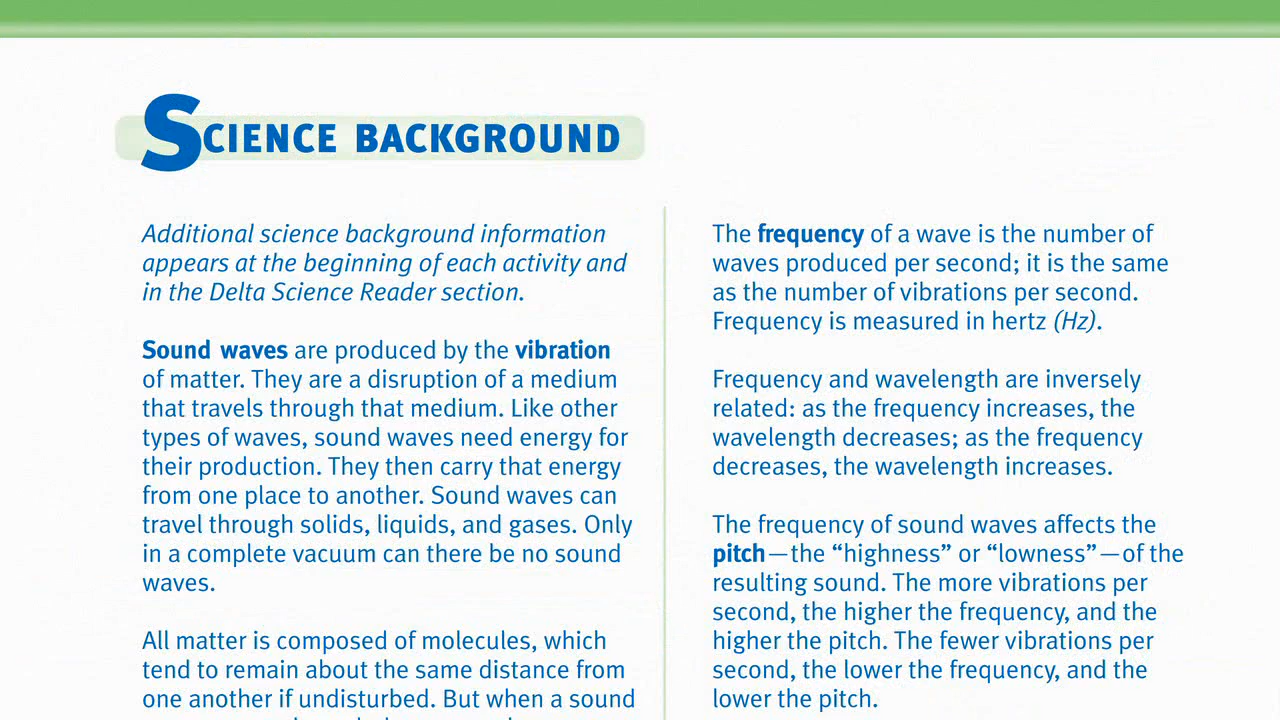 SCIENCE BACKGROUND
Additional science background information
appears at the beginning of each activity and
in the Delta Science Reader section.
Sound waves are produced by the vibration
of matter. They are a disruption of a medium
that travels through that medium. Like other
types of waves, sound waves need energy for
their production. They then carry that energy
from one place to another. Sound waves can
travel through solids, liquids, and gases. Only
in a complete vacuum can there be no sound
waves.
All matter is composed of molecules, which
tend to remain about the same distance from
one another if undisturbed. But when a sound
The frequency of a wave is the number of
waves produced per second; it is the same
as the number of vibrations per second.
Frequency is measured in hertz (Hz).
Frequency and wavelength are inversely
related: as the frequency increases, the
wavelength decreases; as the frequency
decreases, the wavelength increases.
The frequency of sound waves affects the
pitch—the “highness” or “lowness”—of the
resulting sound. The more vibrations per
second, the higher the frequency, and the
higher the pitch. The fewer vibrations per
second, the lower the frequency, and the
lower the pitch.